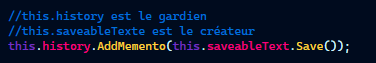 //this.history est le gardien
//this.saveableTexte est le créateur
this.history.AddMemento(this.saveableText.Save());